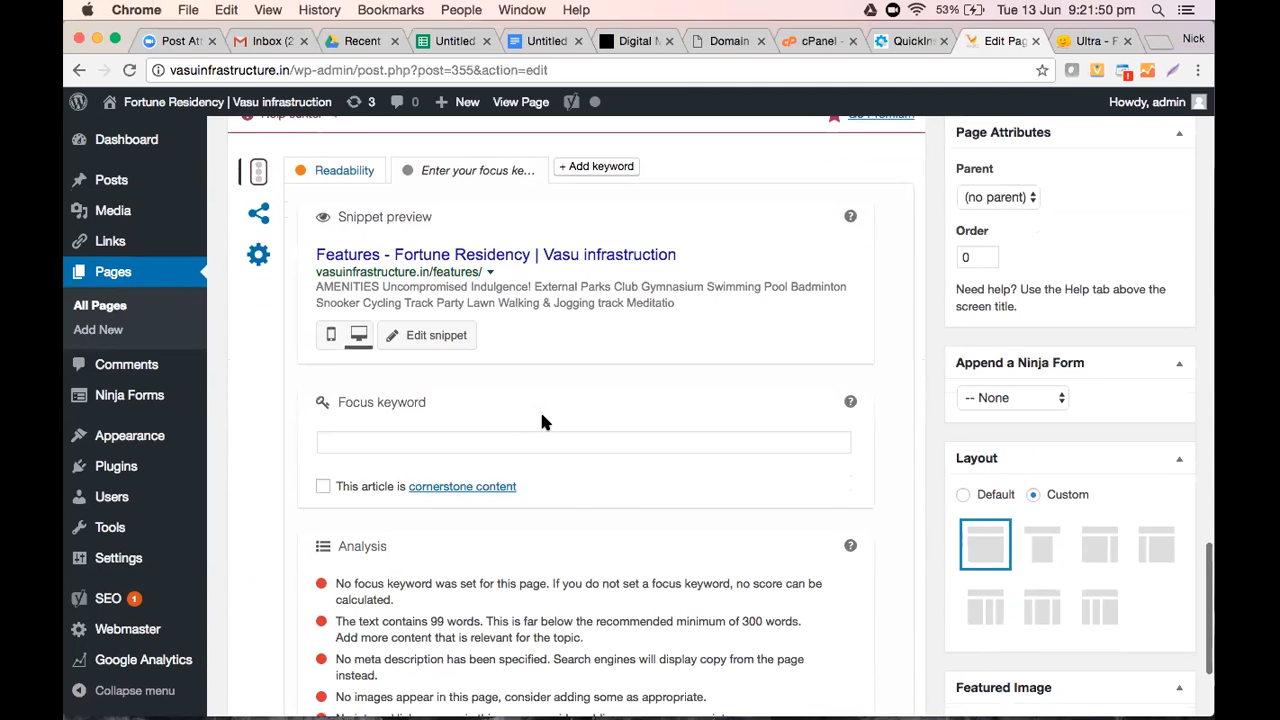 Chrome File Edit View History Bookmarks People Window Help 53% Tue 13 Jun 9:21:50 pm
Post Att Inbox (2 Recent Untitled Untitled Digital M Domain cPanel - QuickIns Edit Pag Ultra - F Nick
vasuinfrastructure.in/wp-admin/post.php?post=355&action=edit
Fortune Residency | Vasu infrastruction 3 0 New View Page Howdy, admin
Dashboard
Posts
Media
Links
Pages
All Pages
Add New
Comments
Ninja Forms
Appearance
Plugins
Users
Tools
Settings
SEO 1
Webmaster
Google Analytics
Collapse menu
Readability Enter your focus ke... + Add keyword
Snippet preview
Features - Fortune Residency | Vasu infrastruction
vasuinfrastructure.in/features/
AMENITIES Uncompromised Indulgence! External Parks Club Gymnasium Swimming Pool Badminton
Snooker Cycling Track Party Lawn Walking & Jogging track Meditatio
Edit snippet
Focus keyword
This article is cornerstone content
Analysis
No focus keyword was set for this page. If you do not set a focus keyword, no score can be
calculated.
The text contains 99 words. This is far below the recommended minimum of 300 words.
Add more content that is relevant for the topic.
No meta description has been specified. Search engines will display copy from the page
instead.
No images appear in this page, consider adding some as appropriate.
Page Attributes
Parent
(no parent)
Order
0
Need help? Use the Help tab above the
screen title.
Append a Ninja Form
-- None
Layout
Default Custom
Featured Image